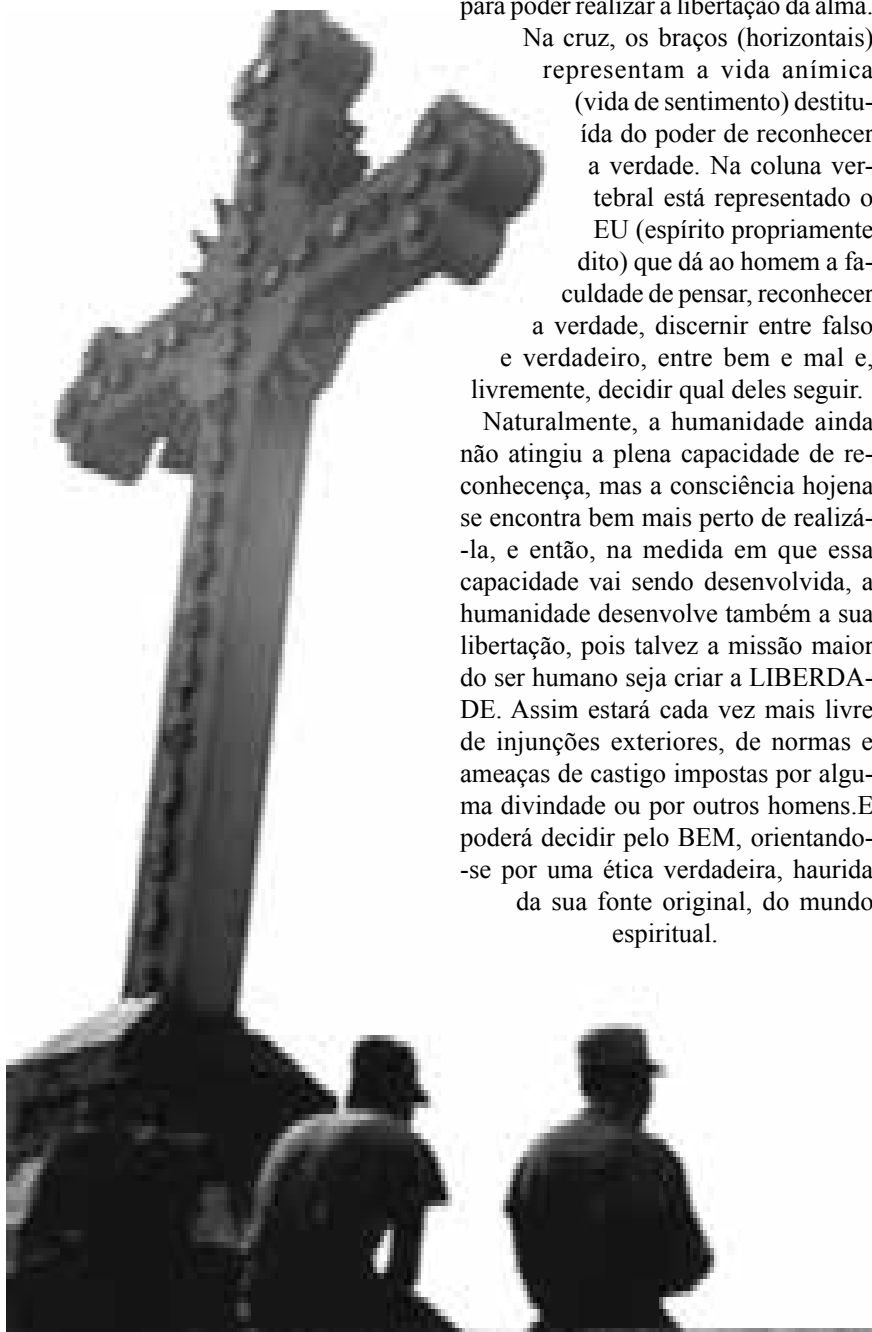 para poder realizar a libertação da alma.
Na cruz, os braços (horizontais)
representam a vida anímica
(vida de sentimento) destitu-
ída do poder de reconhecer
a verdade. Na coluna ver-
tebral está representado o
EU (espírito propriamente
dito) que dá ao homem a fa-
culdade de pensar, reconhecer
a verdade, discernir entre falso
e verdadeiro, entre bem e mal e,
livremente, decidir qual deles seguir.
Naturalmente, a humanidade ainda
não atingiu a plena capacidade de re-
conhecença, mas a consciência hojena
se encontra bem mais perto de realizá-
-la, e então, na medida em que essa
capacidade vai sendo desenvolvida, a
humanidade desenvolve também a sua
libertação, pois talvez a missão maior
do ser humano seja criar a LIBERDA-
DE. Assim estará cada vez mais livre
de injunções exteriores, de normas e
ameaças de castigo impostas por algu-
ma divindade ou por outros homens.E
poderá decidir pelo BEM, orientando-
-se por uma ética verdadeira, haurida
da sua fonte original, do mundo
espiritual.